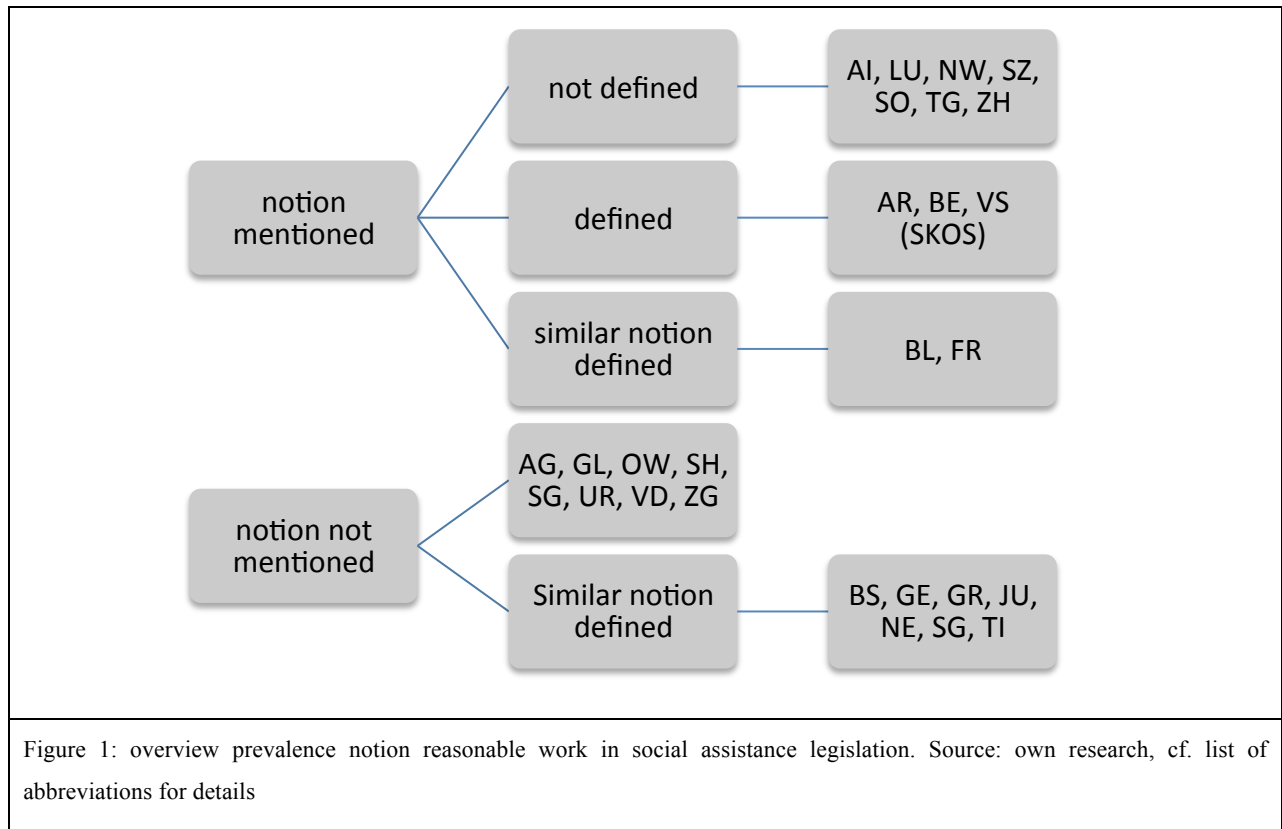 not defined
AI, LU, NW, SZ,
SO, TG, ZH
notion
mentioned
defined
AR, BE, VS
(SKOS)
similar notion
defined
BL, FR
AG, GL, OW, SH,
SG, UR, VD, ZG
notion not
mentioned
Similar notion
defined
BS, GE, GR, JU,
NE, SG, TI
Figure 1: overview prevalence notion reasonable work in social assistance legislation. Source: own research, cf. list of
abbreviations for details